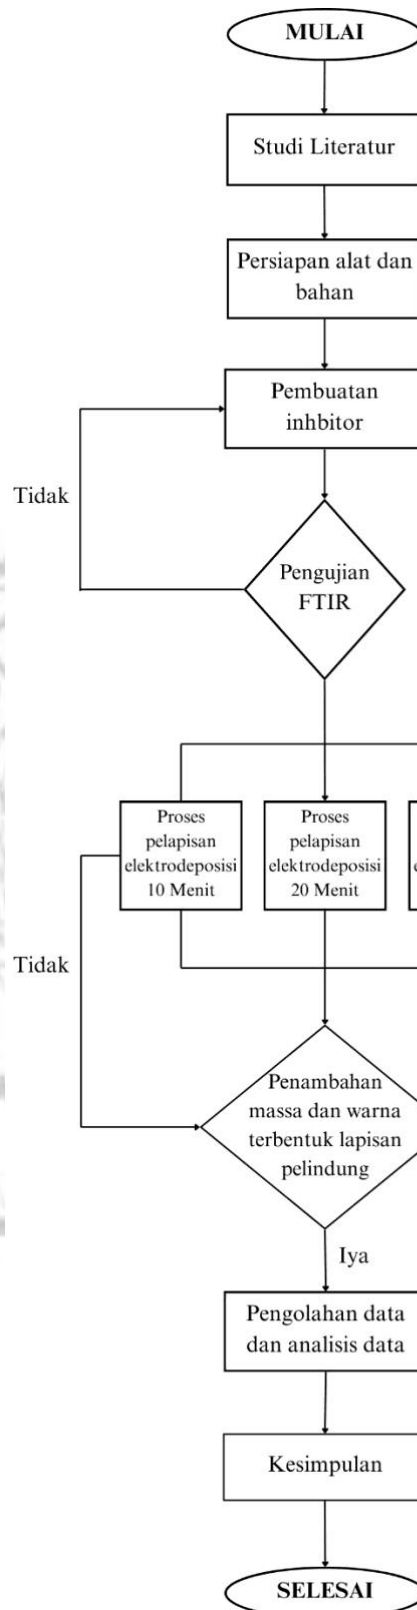 MULAI
Studi Literatur
Persiapan alat dan
bahan
Pembuatan
inhbitor
Tidak
Pengujian
FTIR
Proses
pelapisan
elektrodeposisi
10 Menit
Proses
pelapisan
elektrodeposisi
20 Menit
Tidak
Penambahan
massa dan warna
terbentuk lapisan
pelindung
Iya
Pengolahan data
dan analisis data
Kesimpulan
SELESAI